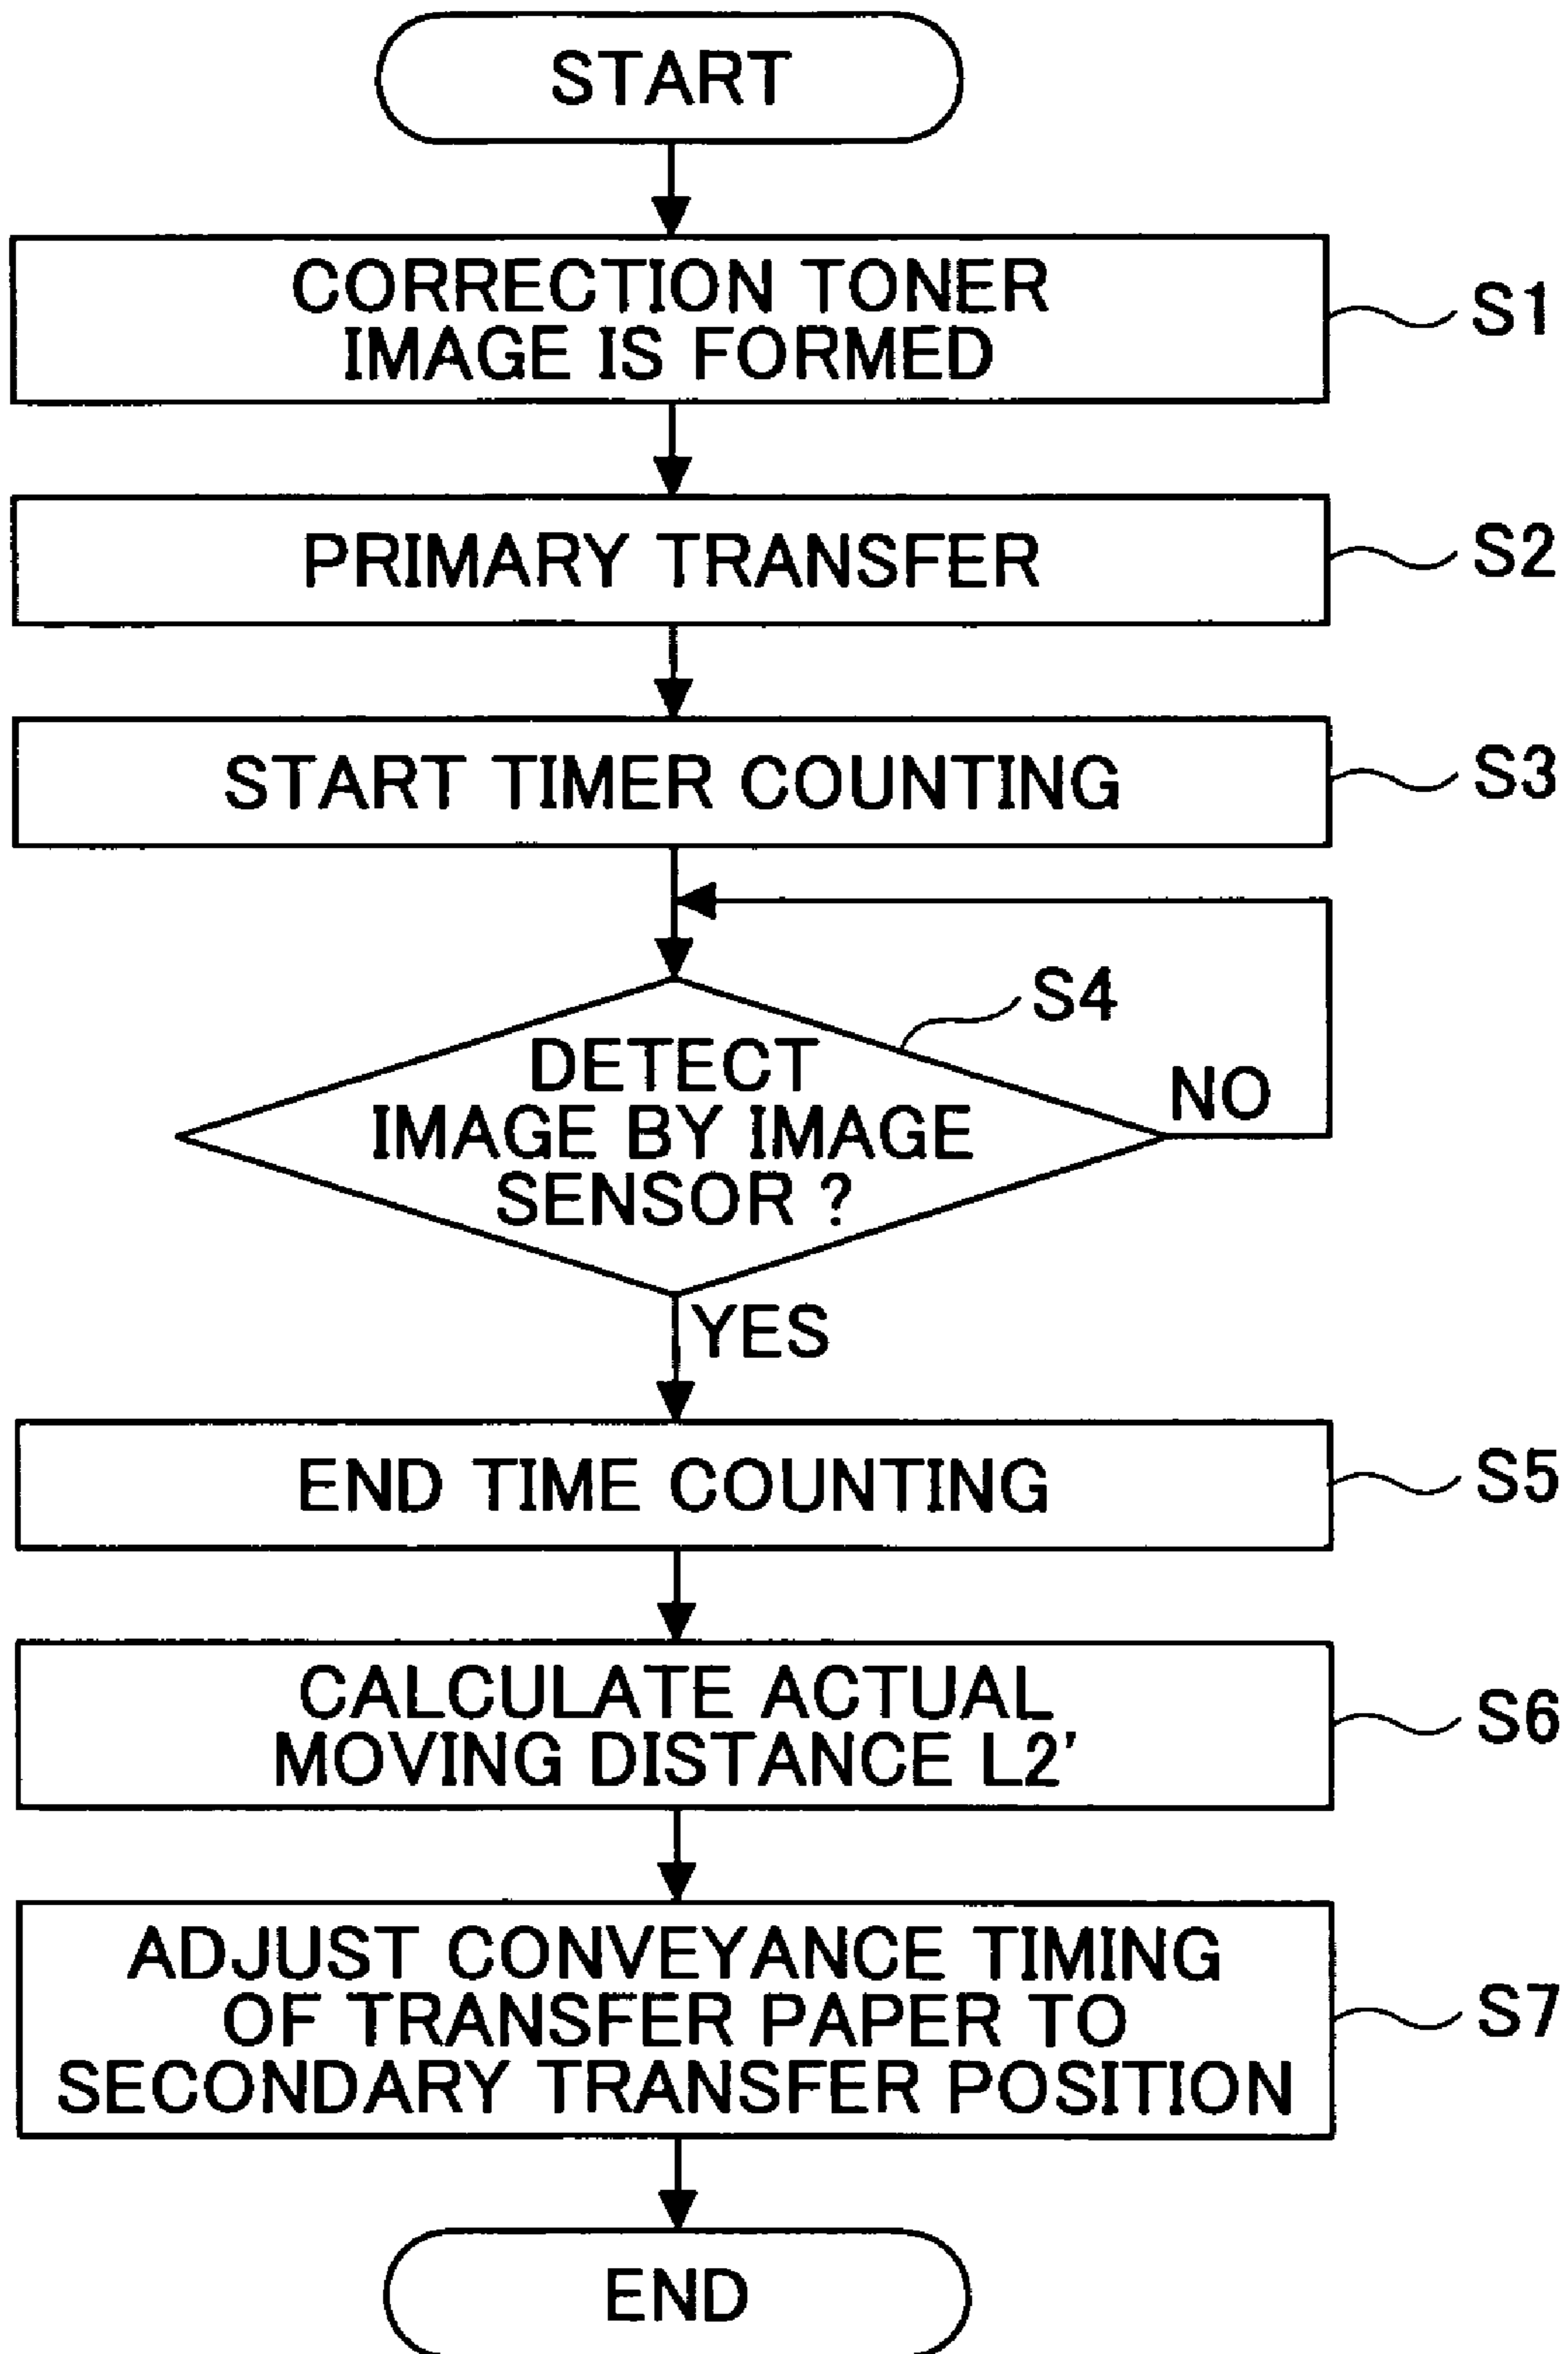 START
CORRECTION TONER
IMAGE IS FORMED
S1
PRIMARY TRANSFER
S2
START TIMER COUNTING
S3
S4
DETECT
IMAGE BY IMAGE
SENSOR ?
NO
YES
END TIME COUNTING
S5
CALCULATE ACTUAL
MOVING DISTANCE L2'
S6
ADJUST CONVEYANCE TIMING
OF TRANSFER PAPER TO
SECONDARY TRANSFER POSITION
S7
END